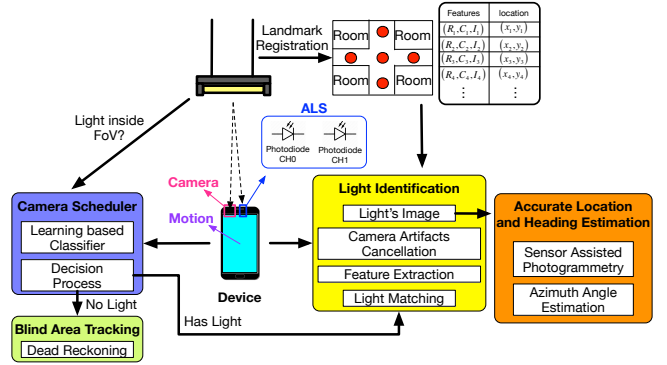 Landmark
Registration
Room
Room
Room
Room
Features
location
(R₁,C₁,I₁)
(x₁,y₁)
(R₂,C₂,I₂)
(x₂,y₂)
(R₃,C₃,I₃)
(x₃,y₃)
(R₄,C₄,I₄)
(x₄,y₄)
⋮
⋮
Light inside
FoV?
ALS
Photodiode
CH0
Photodiode
CH1
Camera
Motion
Device
Camera Scheduler
Learning based
Classifier
Decision
Process
No Light
Has Light
Blind Area Tracking
Dead Reckoning
Light Identification
Light's Image
Camera Artifacts
Cancellation
Feature Extraction
Light Matching
Accurate Location
and Heading Estimation
Sensor Assisted
Photogrammetry
Azimuth Angle
Estimation